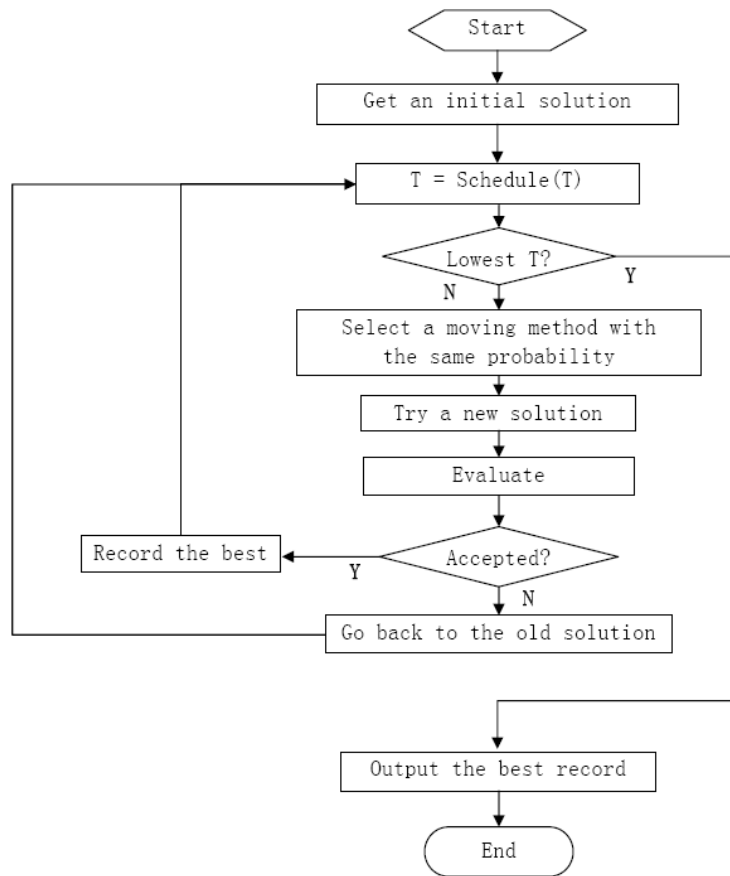 Start
Get an initial solution
T = Schedule(T)
Lowest T?
Y
N
Select a moving method with
the same probability
Try a new solution
Evaluate
Record the best
Accepted?
Y
N
Go back to the old solution
Output the best record
End